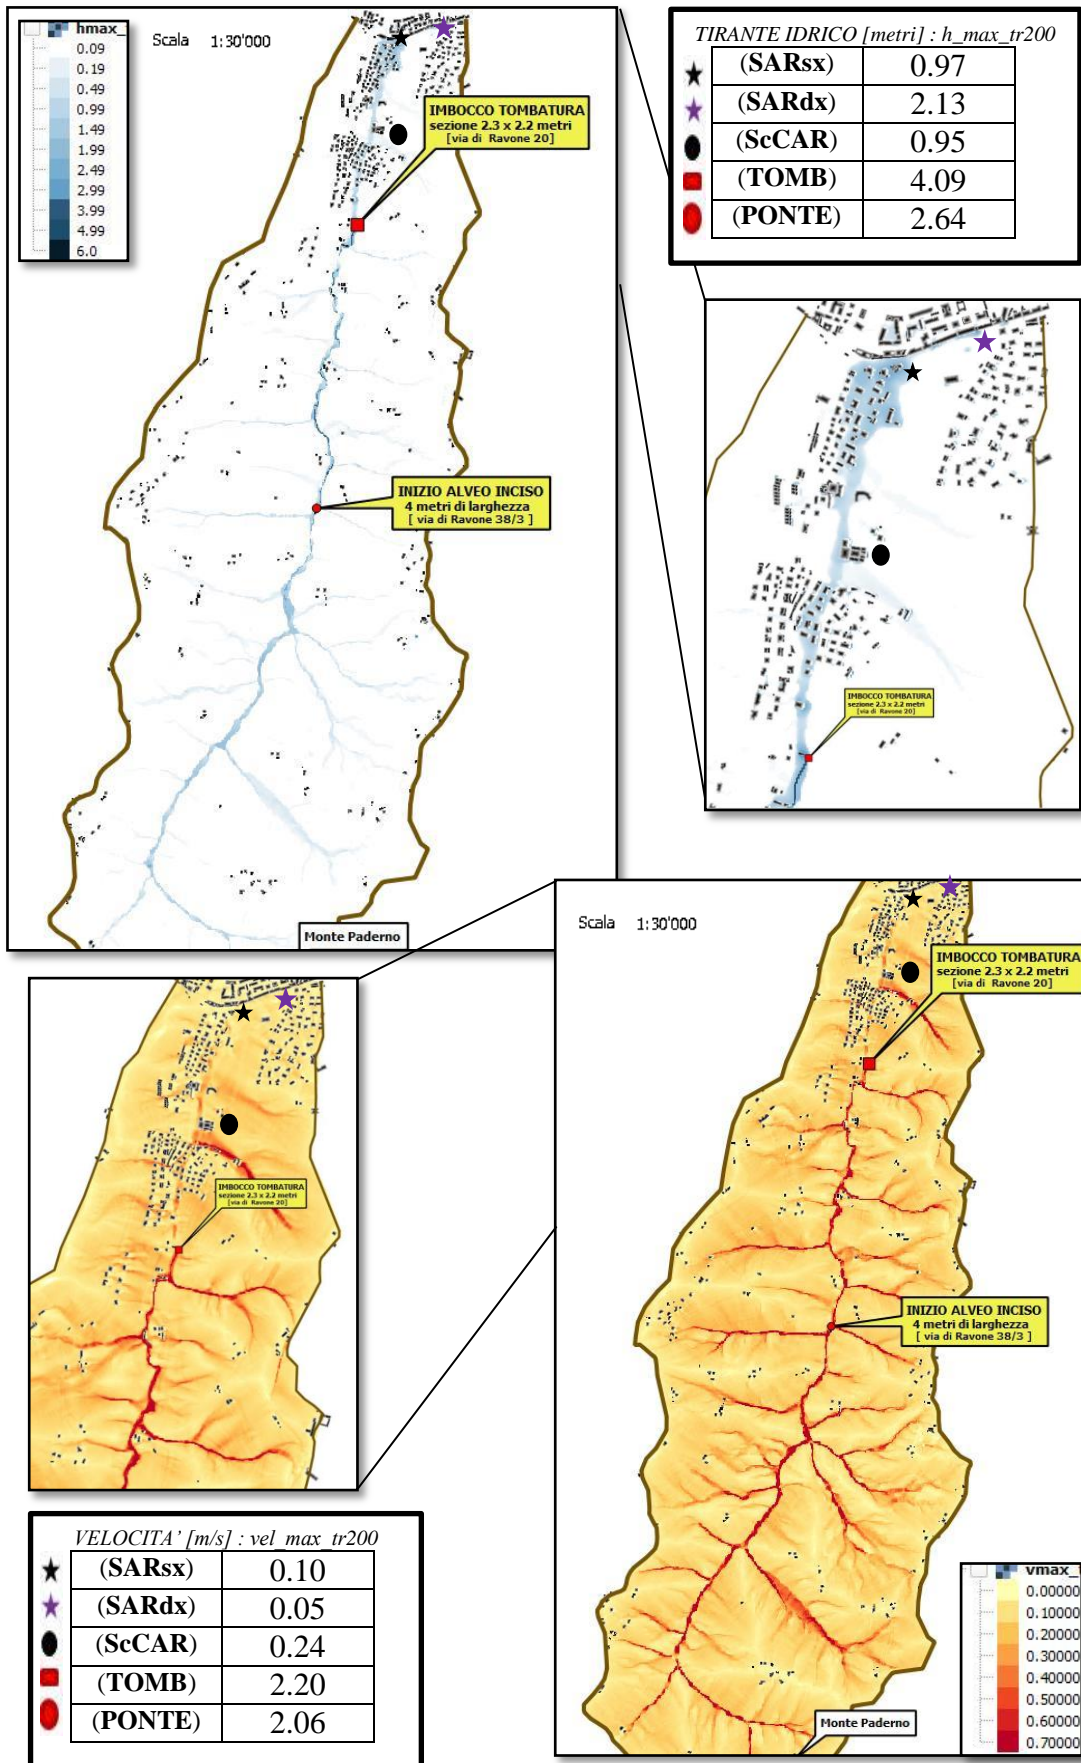 hmax_
0.09
0.19
0.49
0.99
1.49
1.99
2.49
2.99
3.99
4.99
6.0
Scala 1:30'000
IMBOCCO TOMBATURA
sezione 2.3 x 2.2 metri
[via di Ravone 20]
INIZIO ALVEO INCISO
4 metri di larghezza
[ via di Ravone 38/3 ]
Monte Paderno
TIRANTE IDRICO [metri] : h_max_tr200
(SARsx) 0.97
(SARdx) 2.13
(ScCAR) 0.95
(TOMB) 4.09
(PONTE) 2.64
IMBOCCO TOMBATURA
sezione 2.3 x 2.2 metri
[via di Ravone 20]
IMBOCCO TOMBATURA
sezione 2.3 x 2.2 metri
[via di Ravone 20]
VELOCITA' [m/s] : vel_max_tr200
(SARsx) 0.10
(SARdx) 0.05
(ScCAR) 0.24
(TOMB) 2.20
(PONTE) 2.06
Scala 1:30'000
IMBOCCO TOMBATURA
sezione 2.3 x 2.2 metri
[via di Ravone 20]
INIZIO ALVEO INCISO
4 metri di larghezza
[ via di Ravone 38/3 ]
Monte Paderno
0.00000
0.10000
0.20000
0.30000
0.40000
0.50000
0.60000
0.70000